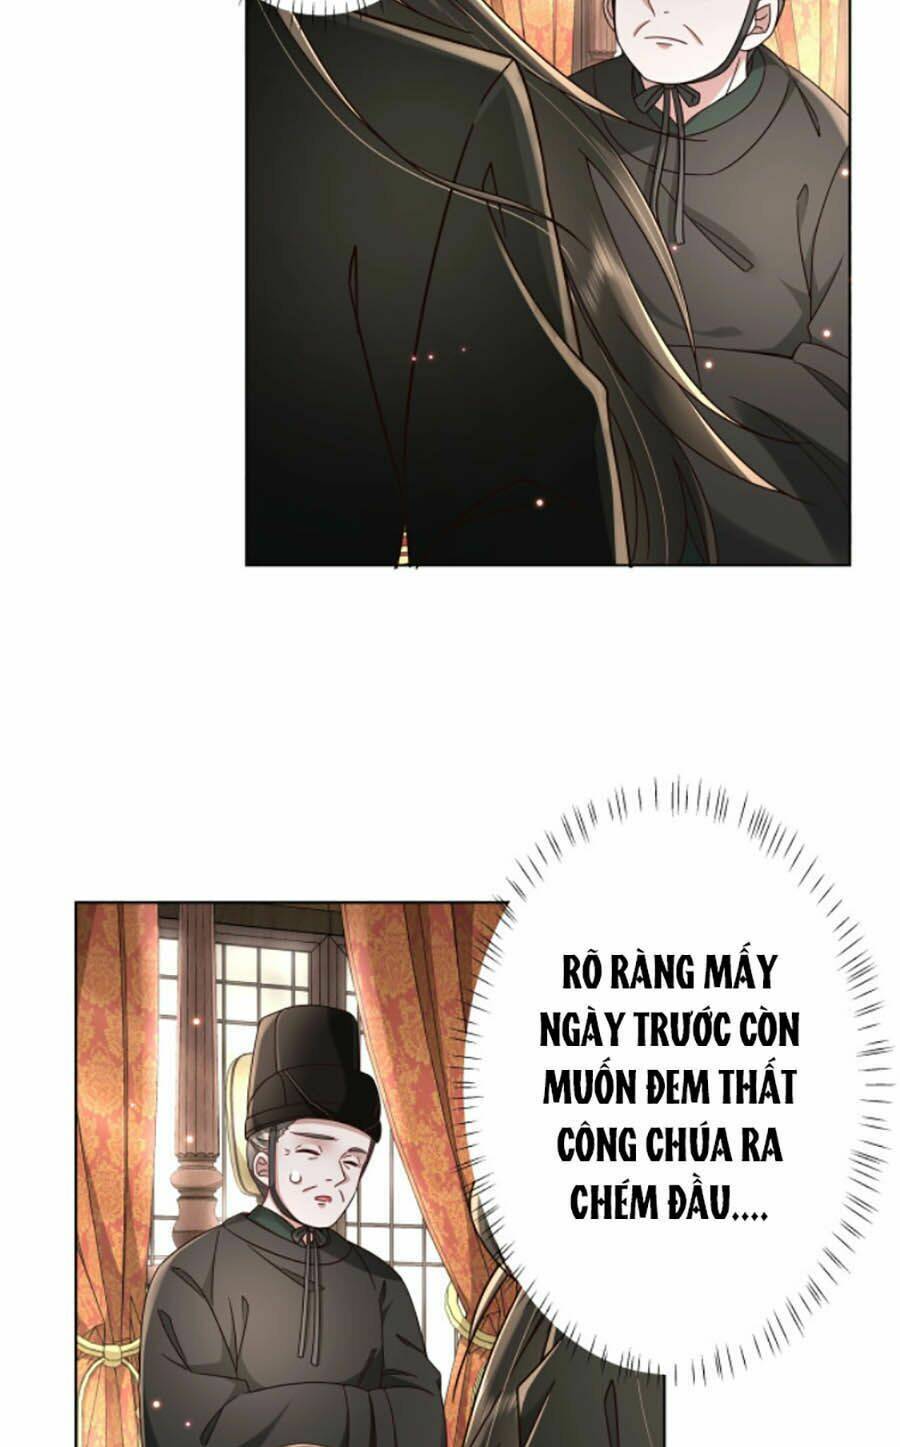 RÕ RÀNG MẤY
NGÀY TRƯỚC CÒN
MUỐN ĐEM THẤT
CÔNG CHÚA RA
CHÉM ĐẦU....